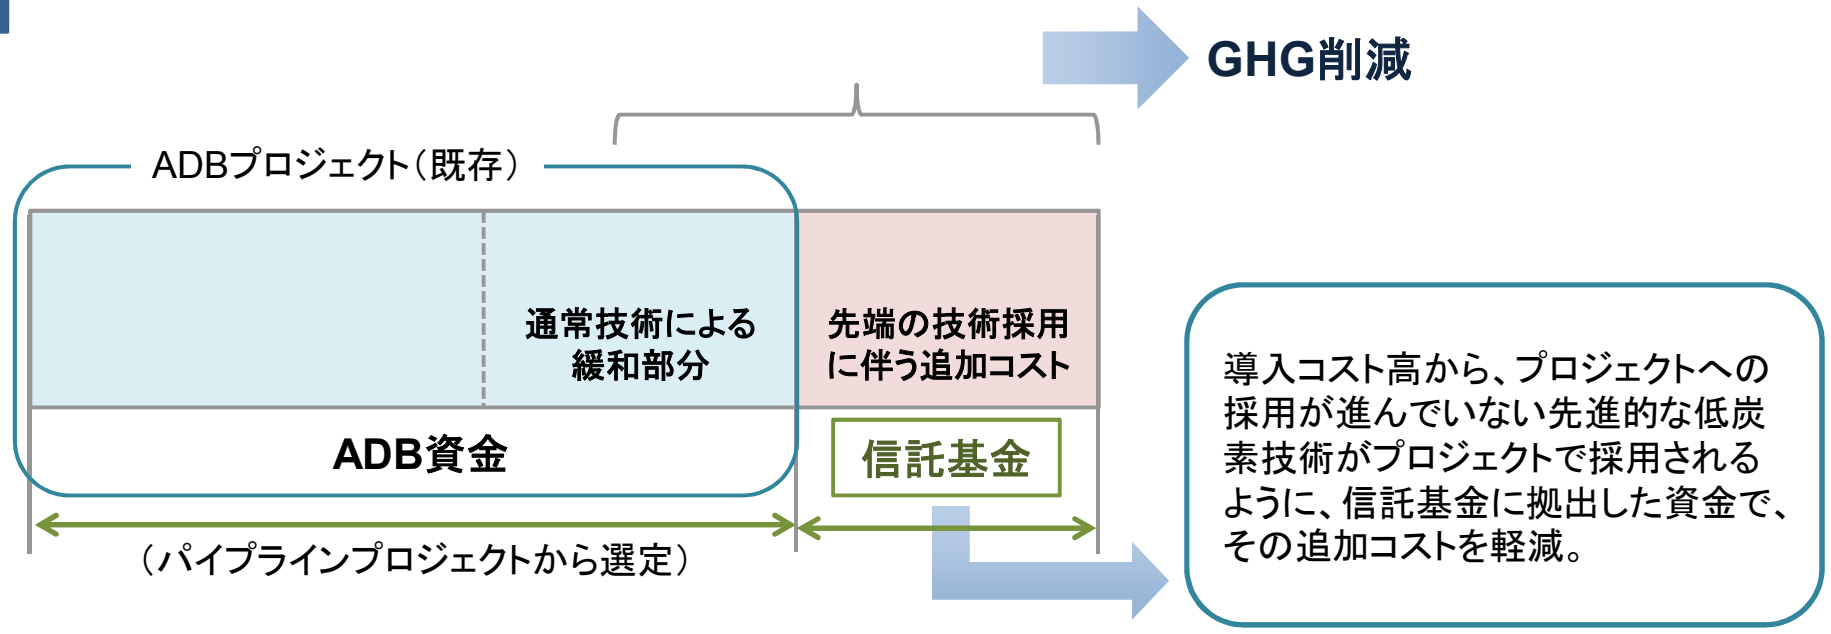 GHG削減
ADBプロジェクト（既存）
通常技術による
緩和部分
先端の技術採用
に伴う追加コスト
ADB資金
信託基金
（パイプラインプロジェクトから選定）
導入コスト高から、プロジェクトへの
採用が進んでいない先進的な低炭
素技術がプロジェクトで採用される
ように、信託基金に拠出した資金で、
その追加コストを軽減。